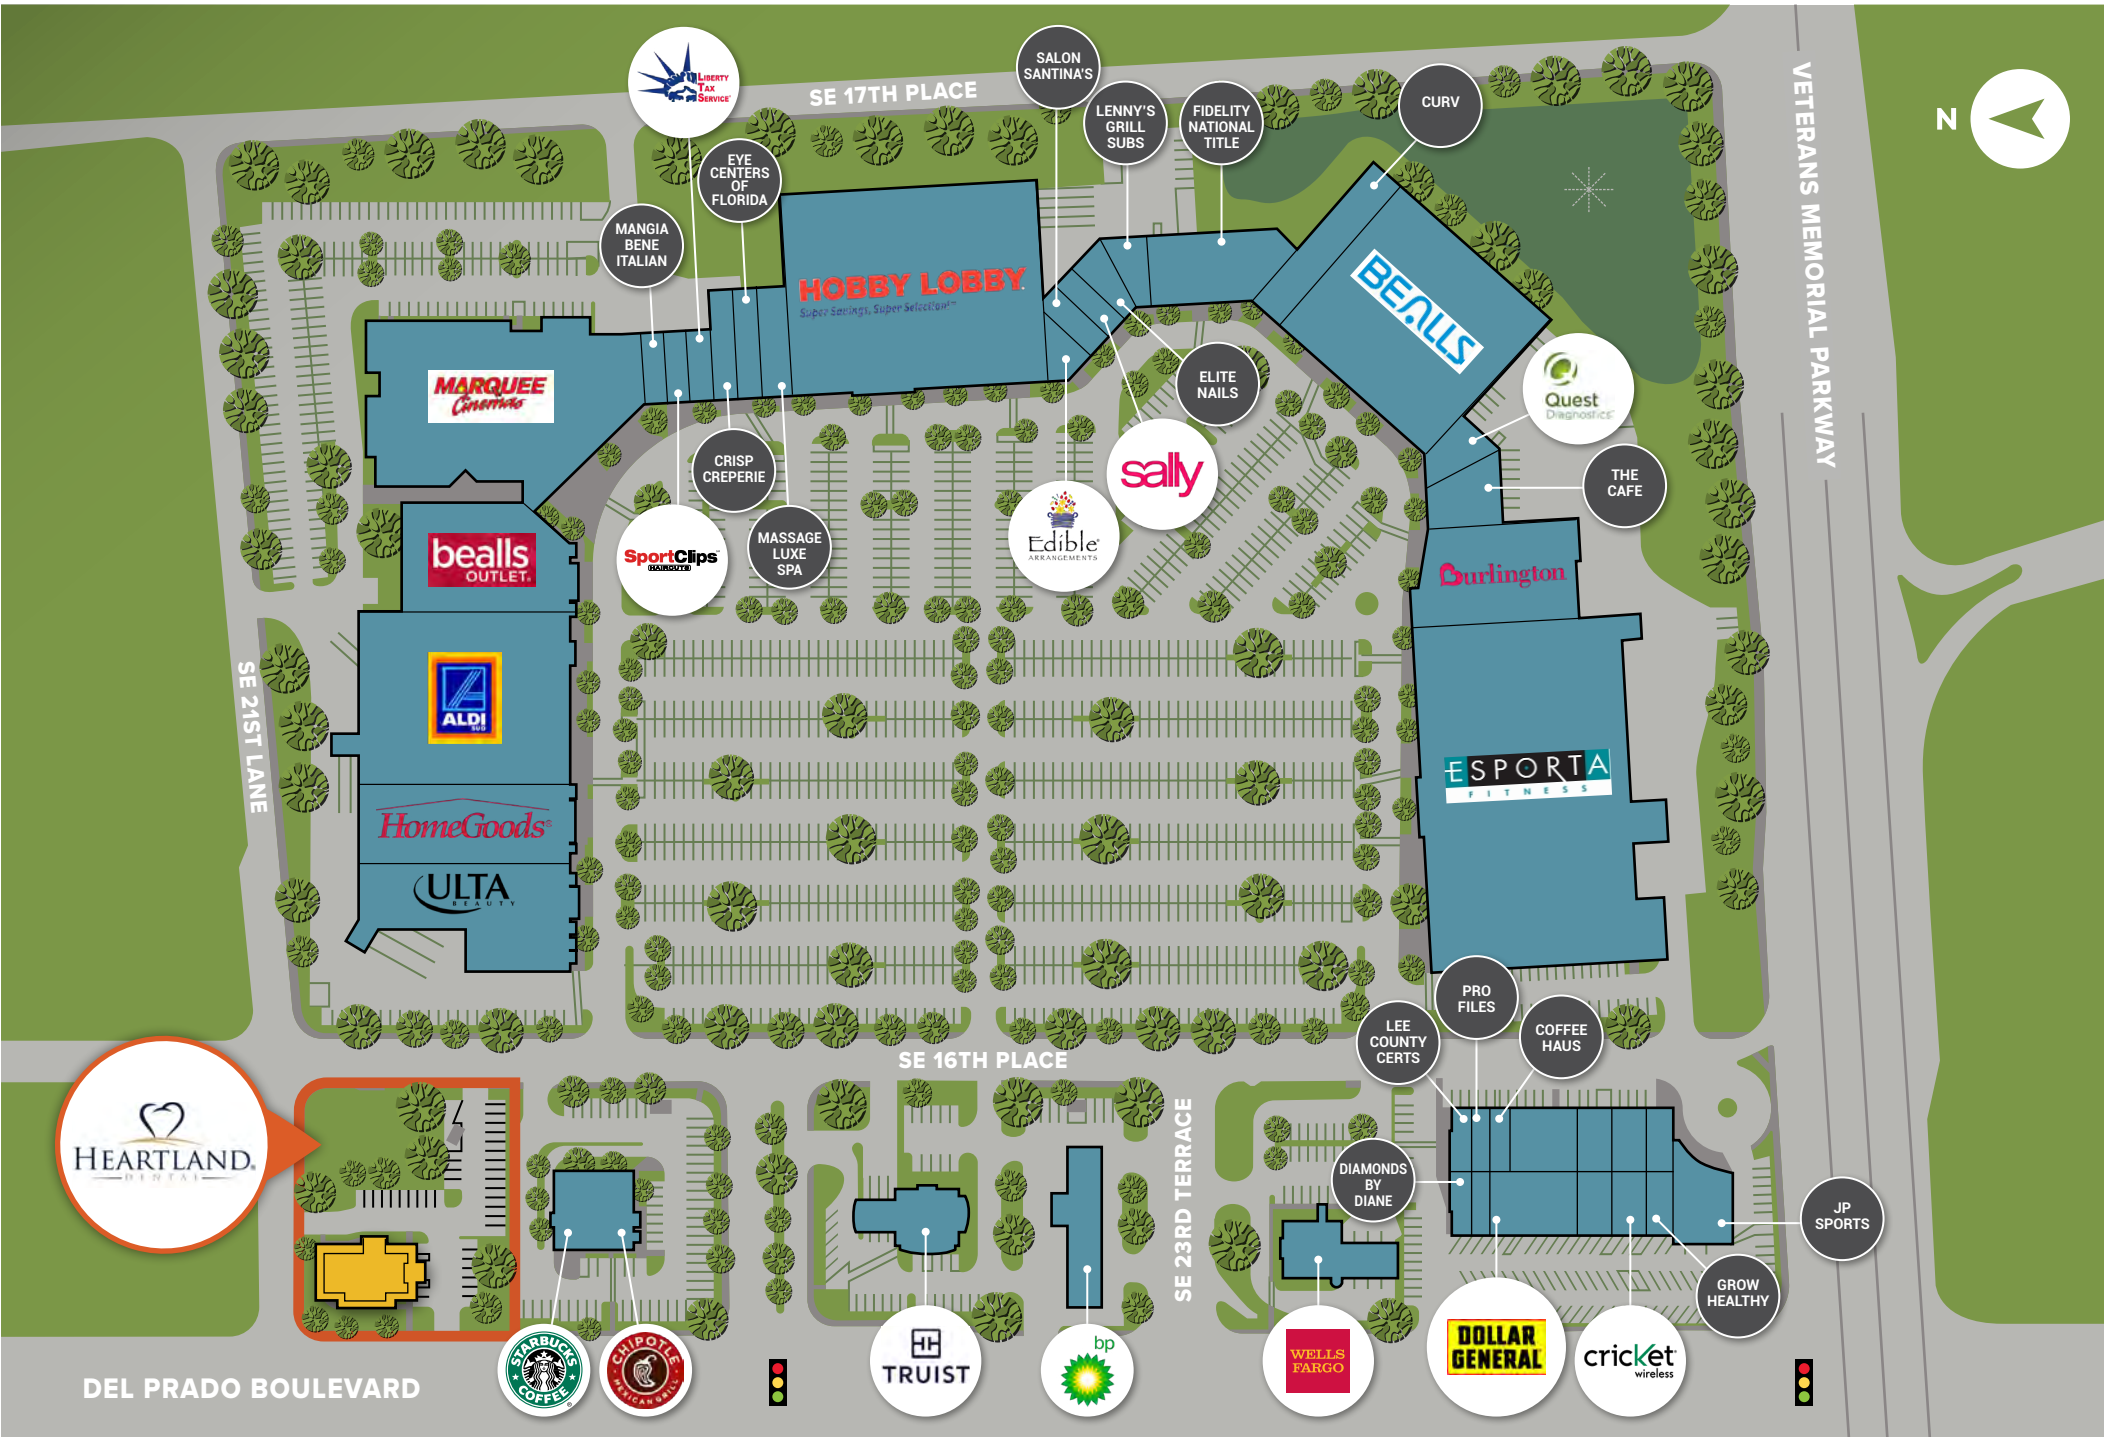 LIBERTY
TAX
SERVICE
SE 17TH PLACE
SALON
SANTINA'S
LENNY'S
GRILL
SUBS
FIDELITY
NATIONAL
TITLE
CURV
VETERANS MEMORIAL PARKWAY
N
EYE
CENTERS
OF
FLORIDA
MANGIA
BENE
ITALIAN
HOBBY LOBBY
Super Savings, Super Selection!
BEALLS
MARQUEE
Cinemas
ELITE
NAILS
Quest
Diagnostics
CRISP
CREPERIE
sally
THE
CAFE
Edible
ARRANGEMENTS
bealls
OUTLET
SportClips
HAIRCUTS
MASSAGE
LUXE
SPA
Burlington
SE 21ST LANE
ALDI
SÜD
ESPORTA
FITNESS
HomeGoods®
ULTA
BEAUTY
PRO
FILES
LEE
COUNTY
CERTS
COFFEE
HAUS
SE 16TH PLACE
HEARTLAND
DENTAL
SE 23RD TERRACE
DIAMONDS
BY
DIANE
JP
SPORTS
GROW
HEALTHY
STARBUCKS
COFFEE
CHIPOTLE
MEXICAN GRILL
TRUIST
bp
WELLS
FARGO
DOLLAR
GENERAL
cricket
wireless
DEL PRADO BOULEVARD